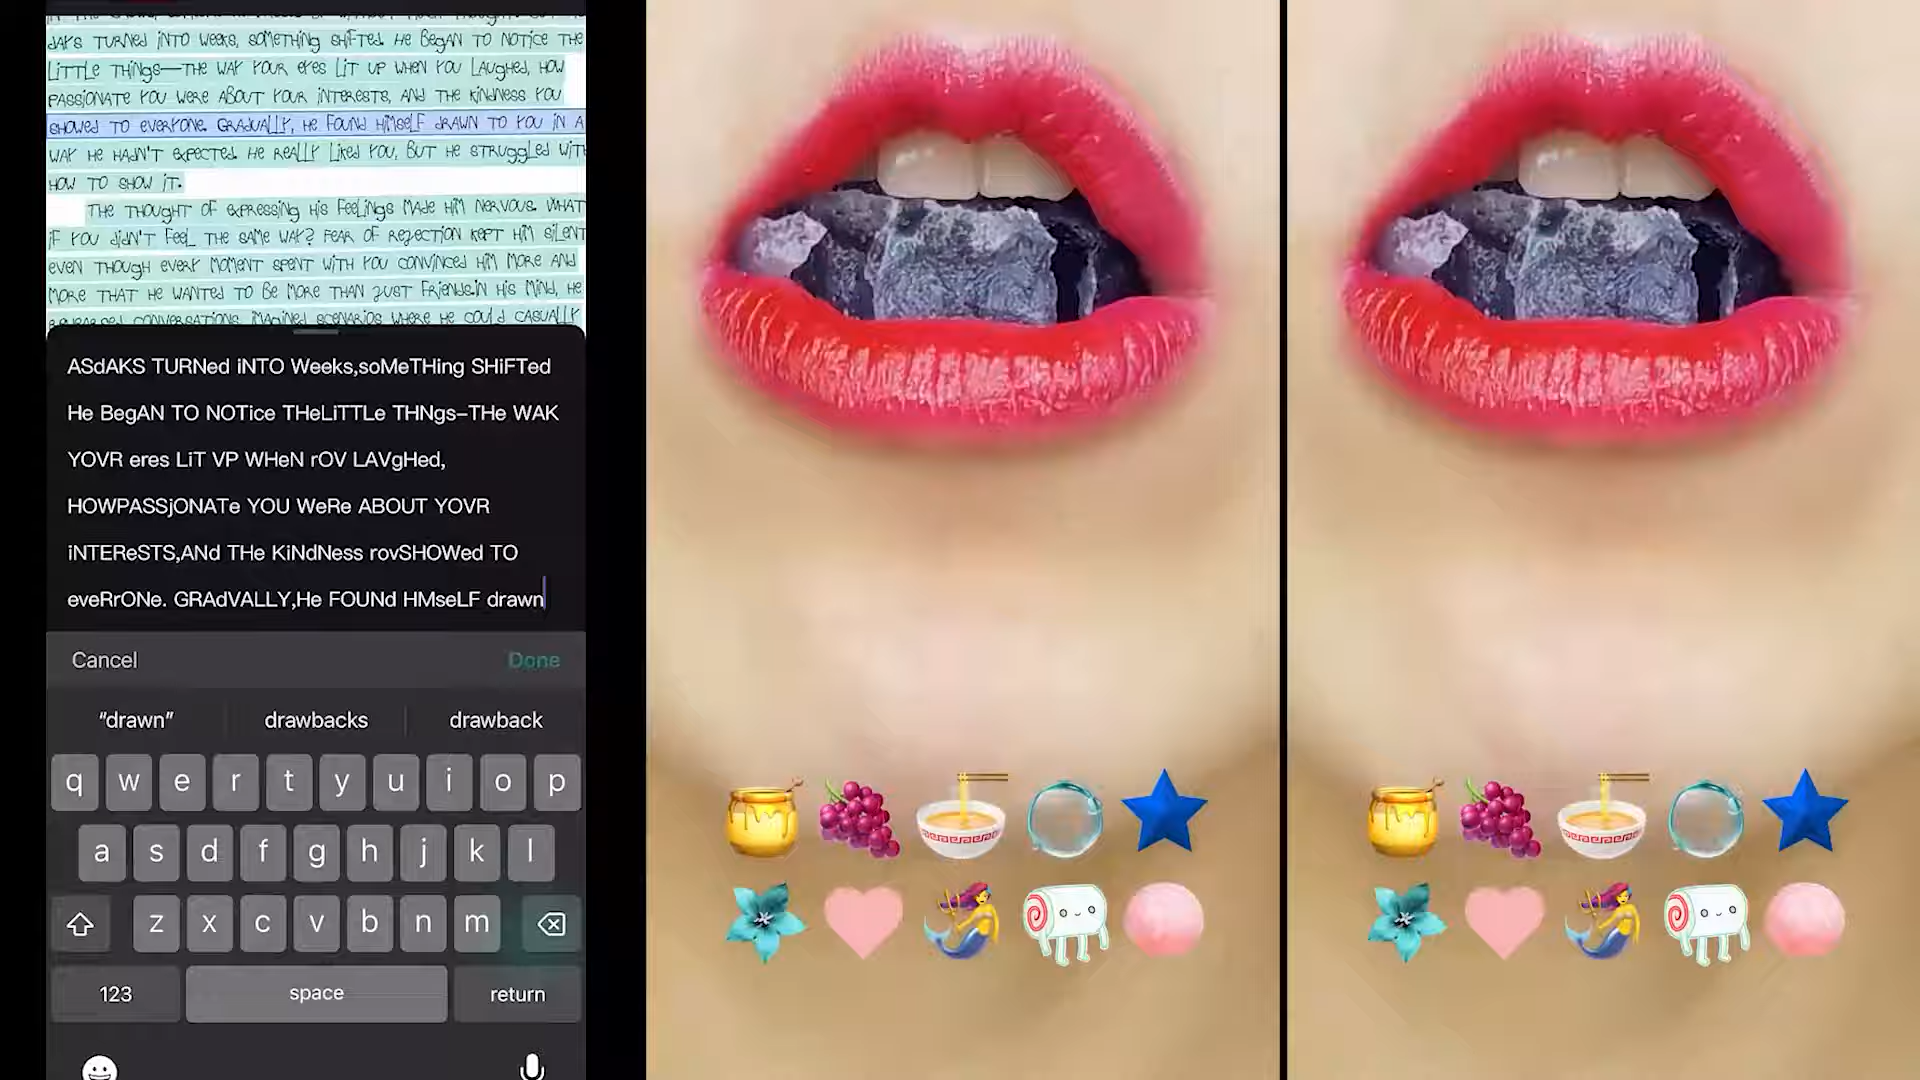 DAYS TURNED INTO WEEKS, SOMETHING SHIFTED. HE BEGAN TO NOTICE THE
LITTLE THINGS—THE WAY YOUR EYES LIT UP WHEN YOU LAUGHED, HOW
PASSIONATE YOU WERE ABOUT YOUR INTERESTS, AND THE KINDNESS YOU
SHOWED TO EVERYONE. GRADUALLY, HE FOUND HIMSELF DRAWN TO YOU IN A
WAY HE HADN'T EXPECTED. HE REALLY LIKED YOU, BUT HE STRUGGLED WITH
HOW TO SHOW IT.
THE THOUGHT OF EXPRESSING HIS FEELINGS MADE HIM NERVOUS. WHAT
IF YOU DIDN'T FEEL THE SAME WAY? FEAR OF REJECTION KEPT HIM SILENT
EVEN THOUGH EVERY MOMENT SPENT WITH YOU CONVINCED HIM MORE AND
MORE THAT HE WANTED TO BE MORE THAN JUST FRIENDS.IN HIS MIND, HE
CONVERSATIONS, IMAGINED SCENARIOS WHERE HE COULD CASUALLY
ASdAKS TURNed iNTO Weeks,soMeTHing SHiFTed
He BegAN TO NOTice THeLiTTLe THNgs–THe WAK
YOVR eres LiT VP WHeN rOV LAVgHed,
HOWPASSjONATe YOU WeRe ABOUT YOVR
iNTEReSTS,ANd THe KiNdNess rovSHOWed TO
eveRrONe. GRAdVALLY,He FOUNd HMseLF drawn
Cancel Done
“drawn” drawbacks drawback
q w e r t y u i o p
a s d f g h j k l
z x c v b n m
123 space return